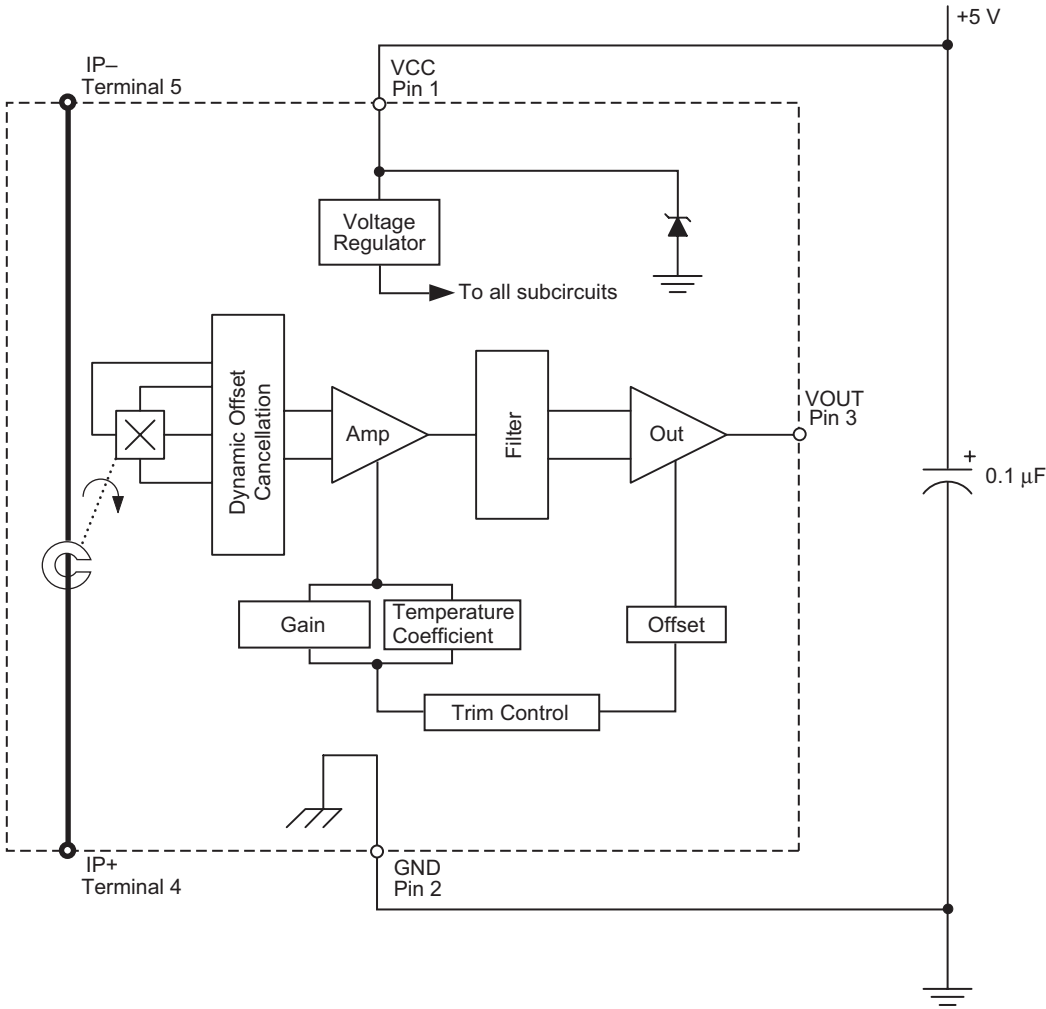 +5 V
IP–
Terminal 5
VCC
Pin 1
Voltage
Regulator
To all subcircuits
Dynamic Offset
Cancellation
Amp
Filter
Out
VOUT
Pin 3
+
0.1 μF
Gain
Temperature
Coefficient
Offset
Trim Control
IP+
Terminal 4
GND
Pin 2